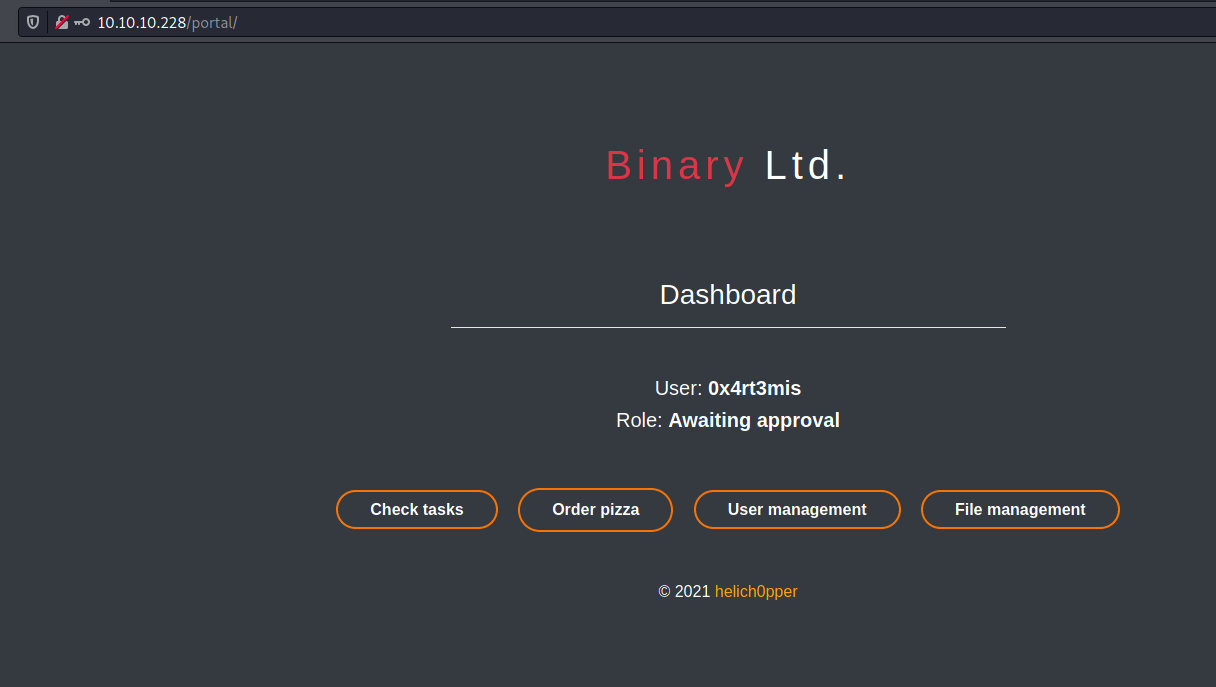 10.10.10.228/portal/
Binary Ltd.
Dashboard
User: 0x4rt3mis
Role: Awaiting approval
Check tasks Order pizza User management File management
© 2021 helich0pper